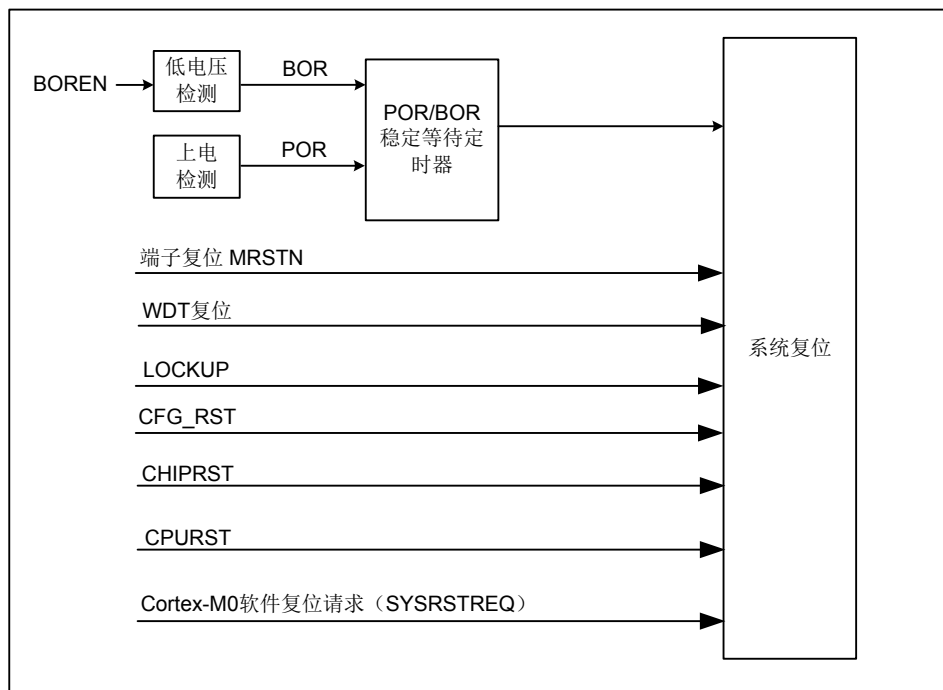 BOREN
低电压
检测
BOR
上电
检测
POR
POR/BOR
稳定等待定
时器
端子复位 MRSTN
WDT复位
LOCKUP
CFG_RST
CHIPRST
CPURST
Cortex-M0软件复位请求（SYSRSTREQ）
系统复位